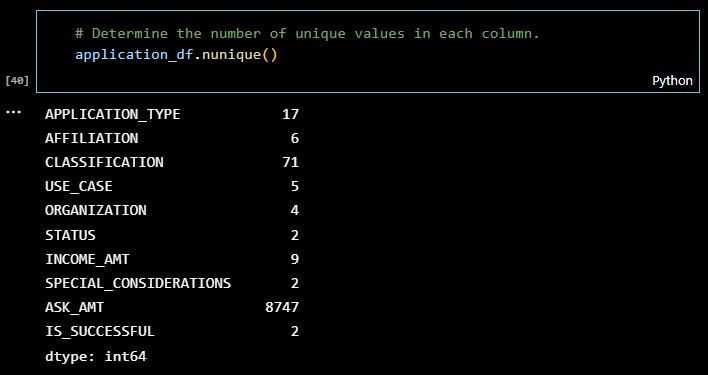 # Determine the number of unique values in each column.
application_df.nunique()
[40]
Python
...
APPLICATION_TYPE 17
AFFILIATION 6
CLASSIFICATION 71
USE_CASE 5
ORGANIZATION 4
STATUS 2
INCOME_AMT 9
SPECIAL_CONSIDERATIONS 2
ASK_AMT 8747
IS_SUCCESSFUL 2
dtype: int64